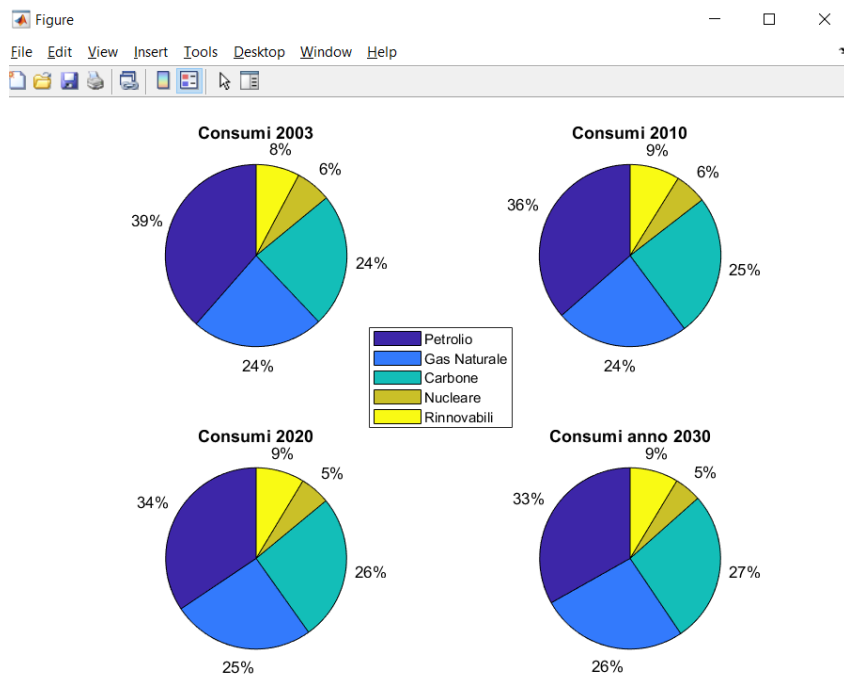 Figure
File Edit View Insert Tools Desktop Window Help
Consumi 2003
8%
6%
39%
24%
24%
Consumi 2010
9%
6%
36%
25%
24%
Petrolio
Gas Naturale
Carbone
Nucleare
Rinnovabili
Consumi 2020
9%
5%
34%
26%
25%
Consumi anno 2030
9%
5%
33%
27%
26%